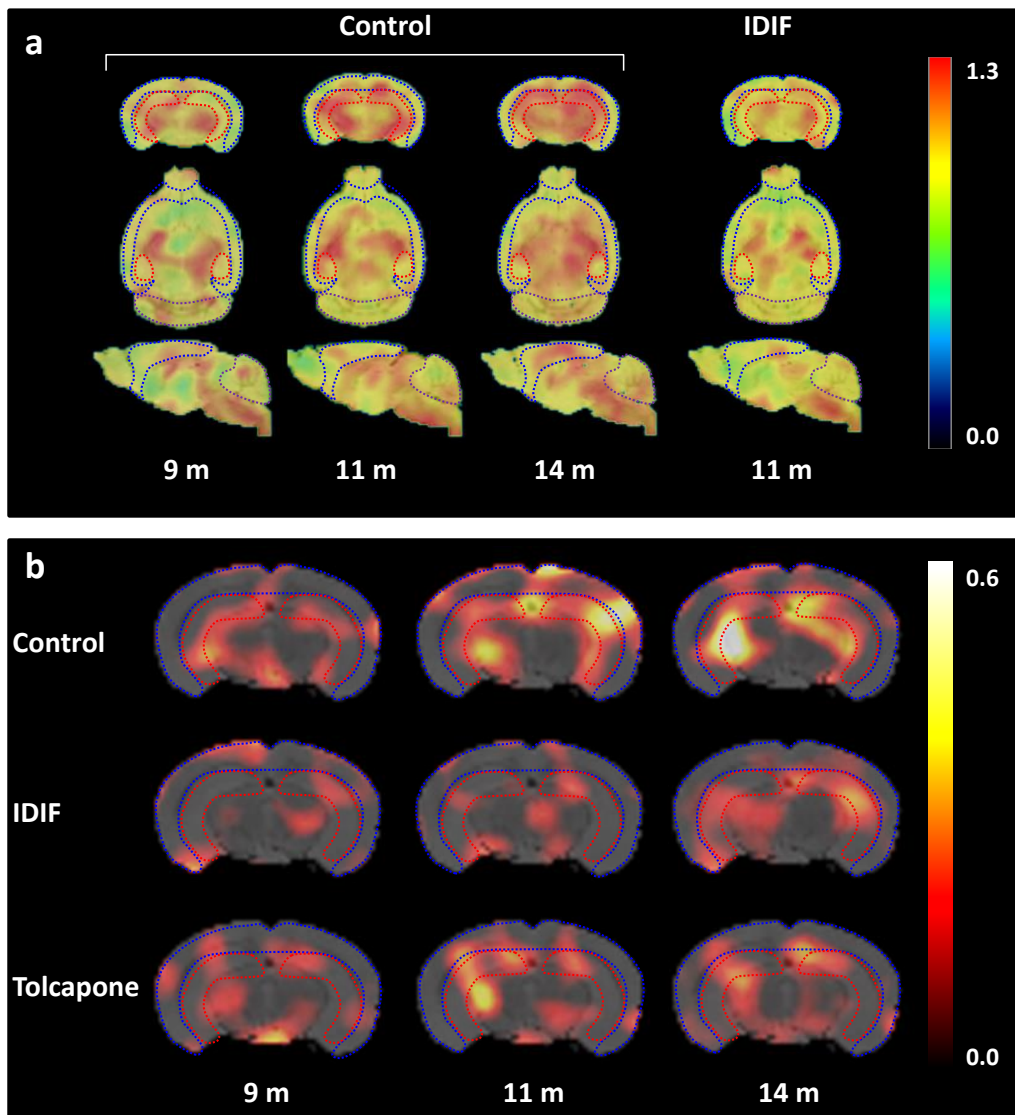 a
Control
IDIF
1.3
0.0
9 m
11 m
14 m
11 m
b
0.6
Control
IDIF
Tolcapone
0.0
9 m
11 m
14 m